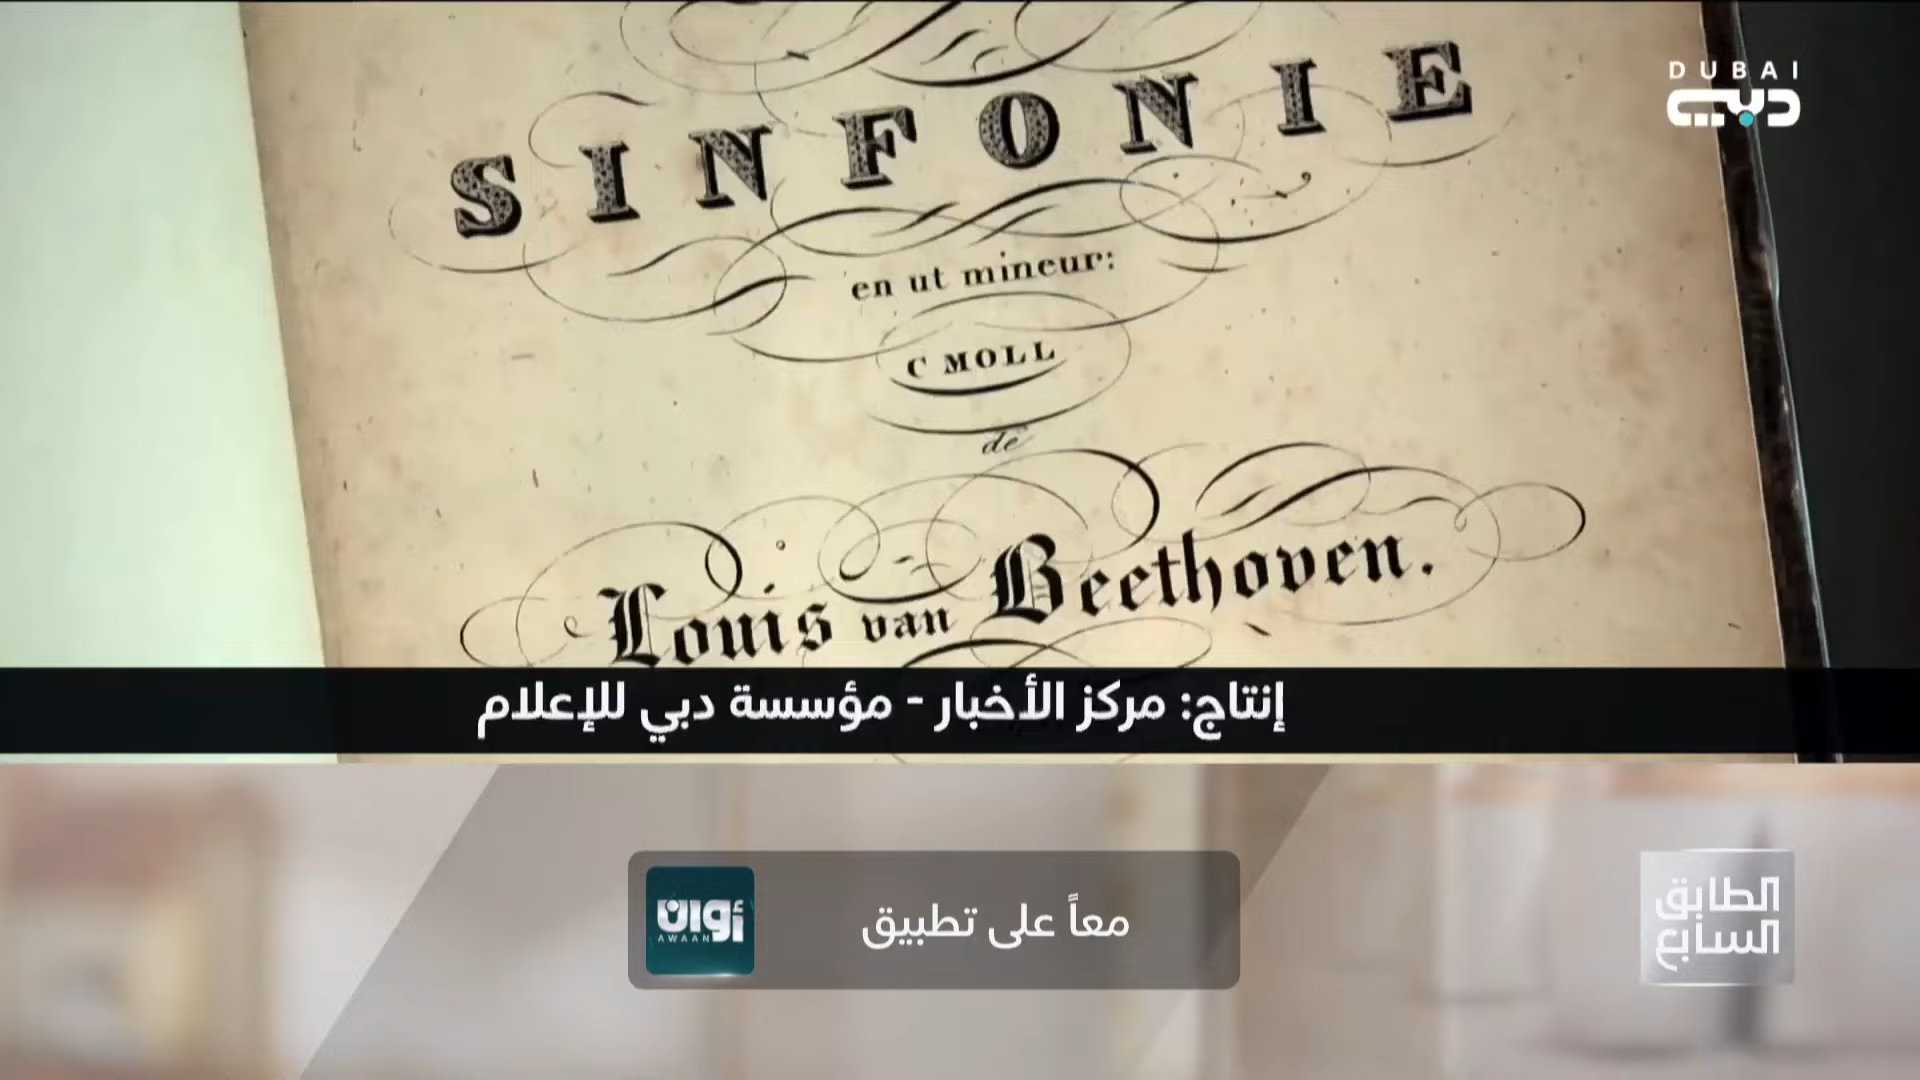 DUBAI
دبي
SINFONIE
en ut mineur:
C MOLL
de
Louis van Beethoven.
إنتاج: مركز الأخبار - مؤسسة دبي للإعلام
معاً على تطبيق
أوان
AWAAN
الطابق
السابع